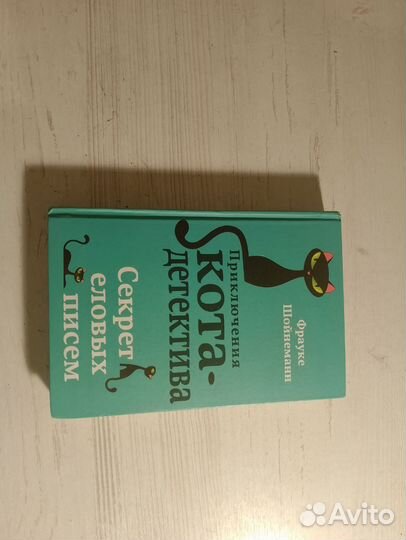 Фрауке
Шойнеманн
Приключения
кота-
детектива
Секрет
еловых
писем
Avito